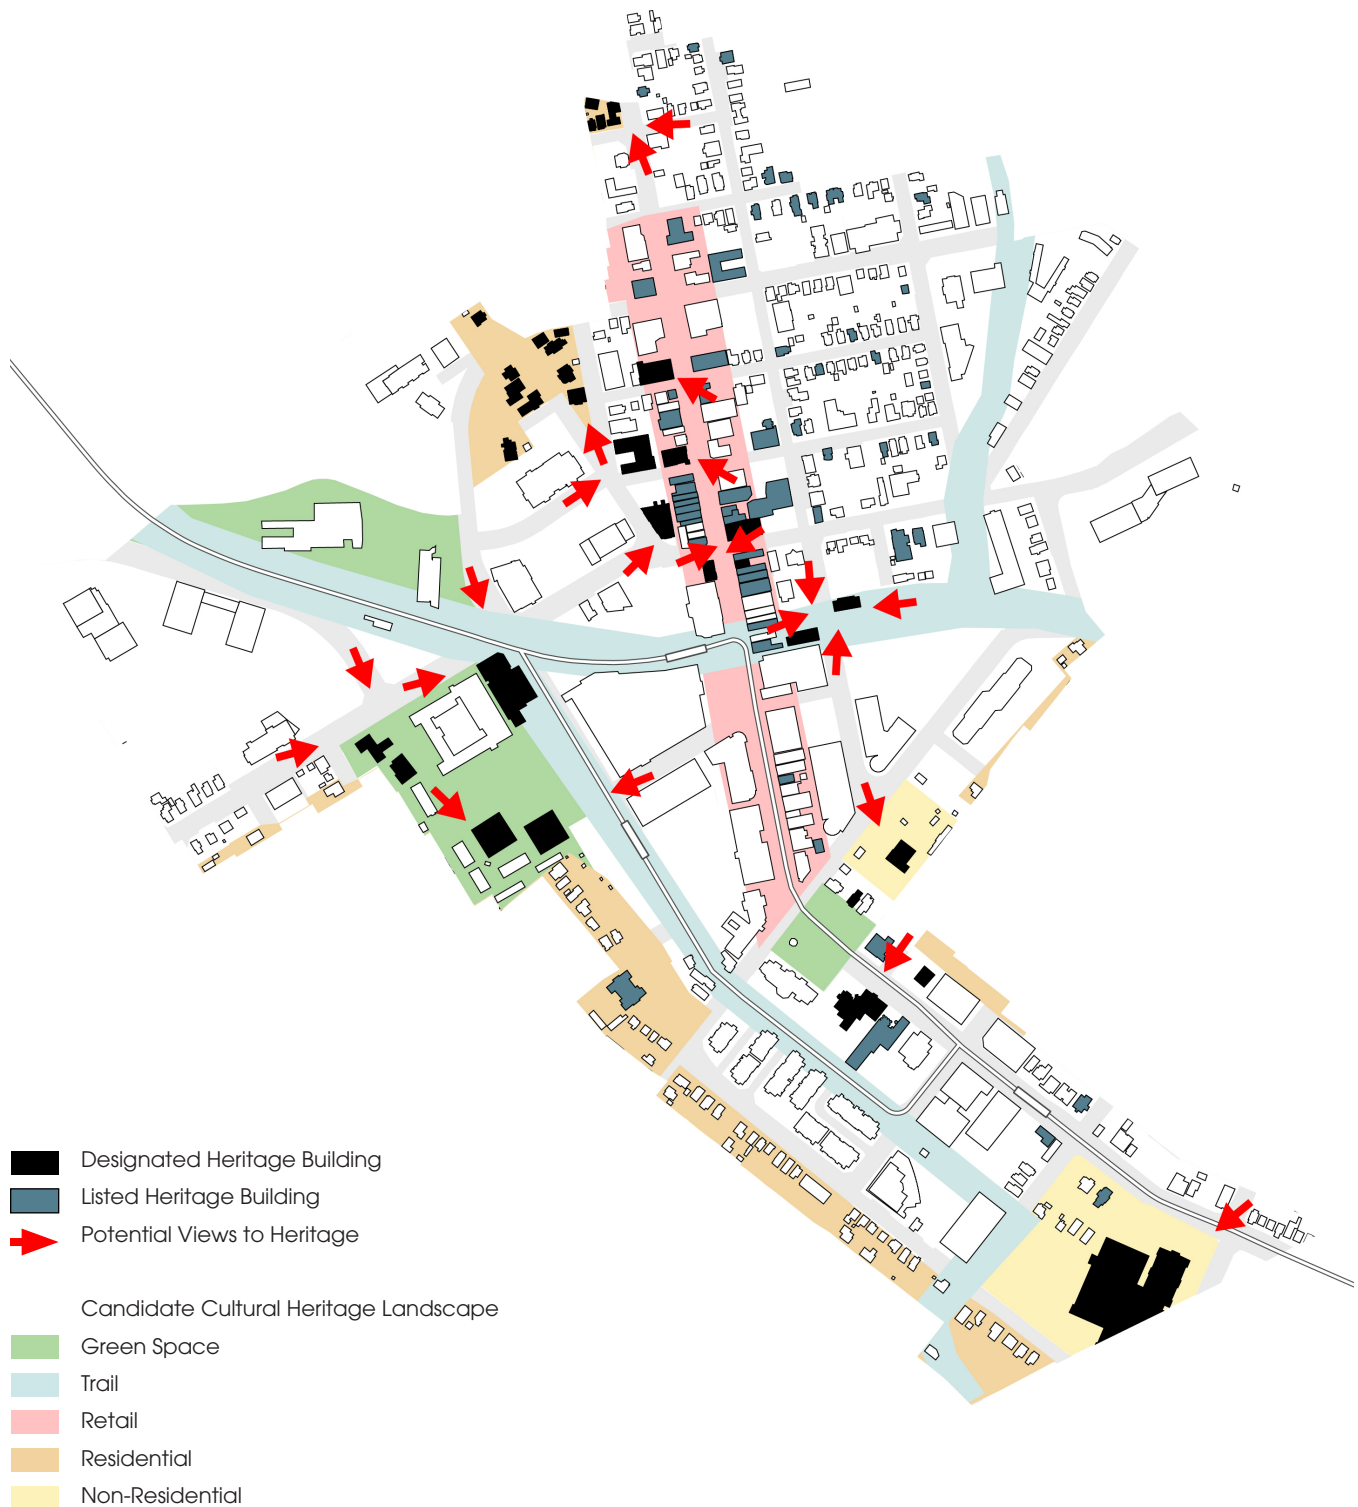 Designated Heritage Building
Listed Heritage Building
Potential Views to Heritage
Candidate Cultural Heritage Landscape
Green Space
Trail
Retail
Residential
Non-Residential